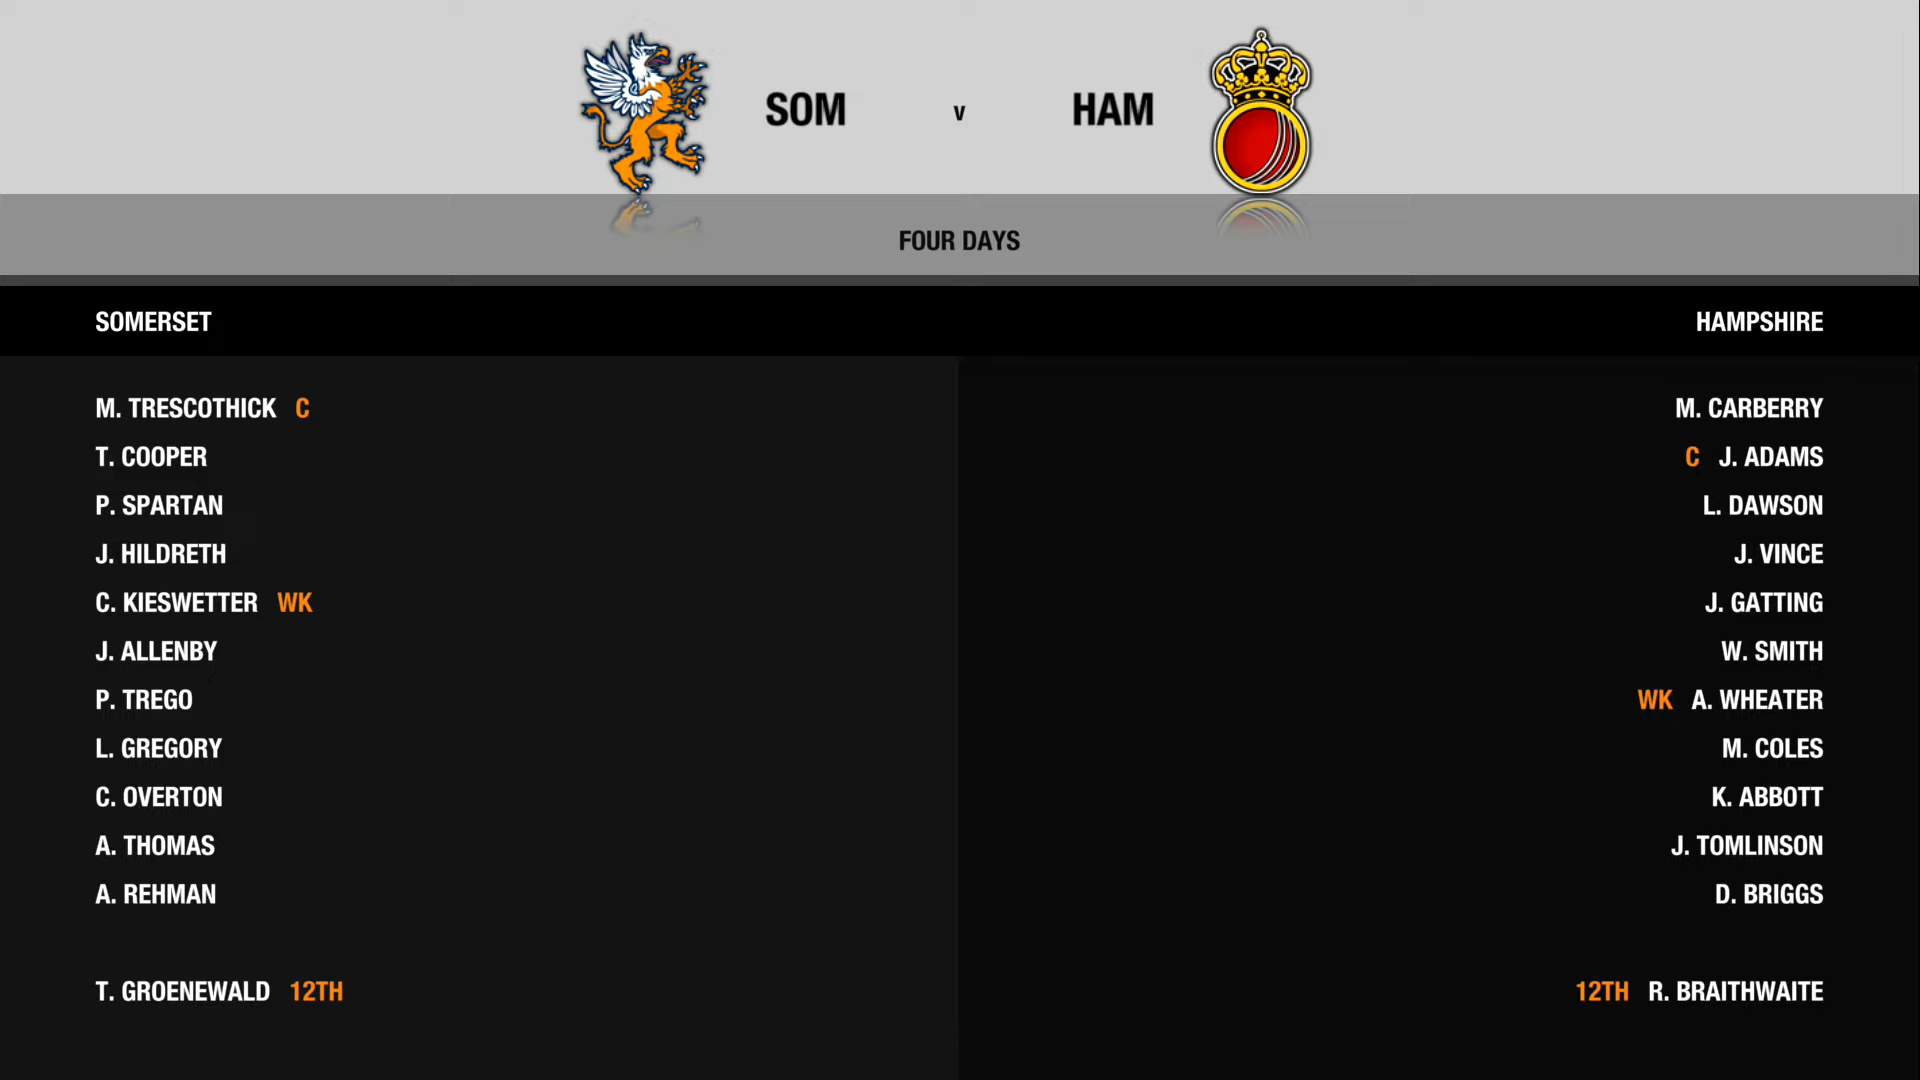 SOM v HAM
FOUR DAYS
SOMERSET HAMPSHIRE
M. TRESCOTHICK C M. CARBERRY
T. COOPER C J. ADAMS
P. SPARTAN L. DAWSON
J. HILDRETH J. VINCE
C. KIESWETTER WK J. GATTING
J. ALLENBY W. SMITH
P. TREGO WK A. WHEATER
L. GREGORY M. COLES
C. OVERTON K. ABBOTT
A. THOMAS J. TOMLINSON
A. REHMAN D. BRIGGS
T. GROENEWALD 12TH 12TH R. BRAITHWAITE